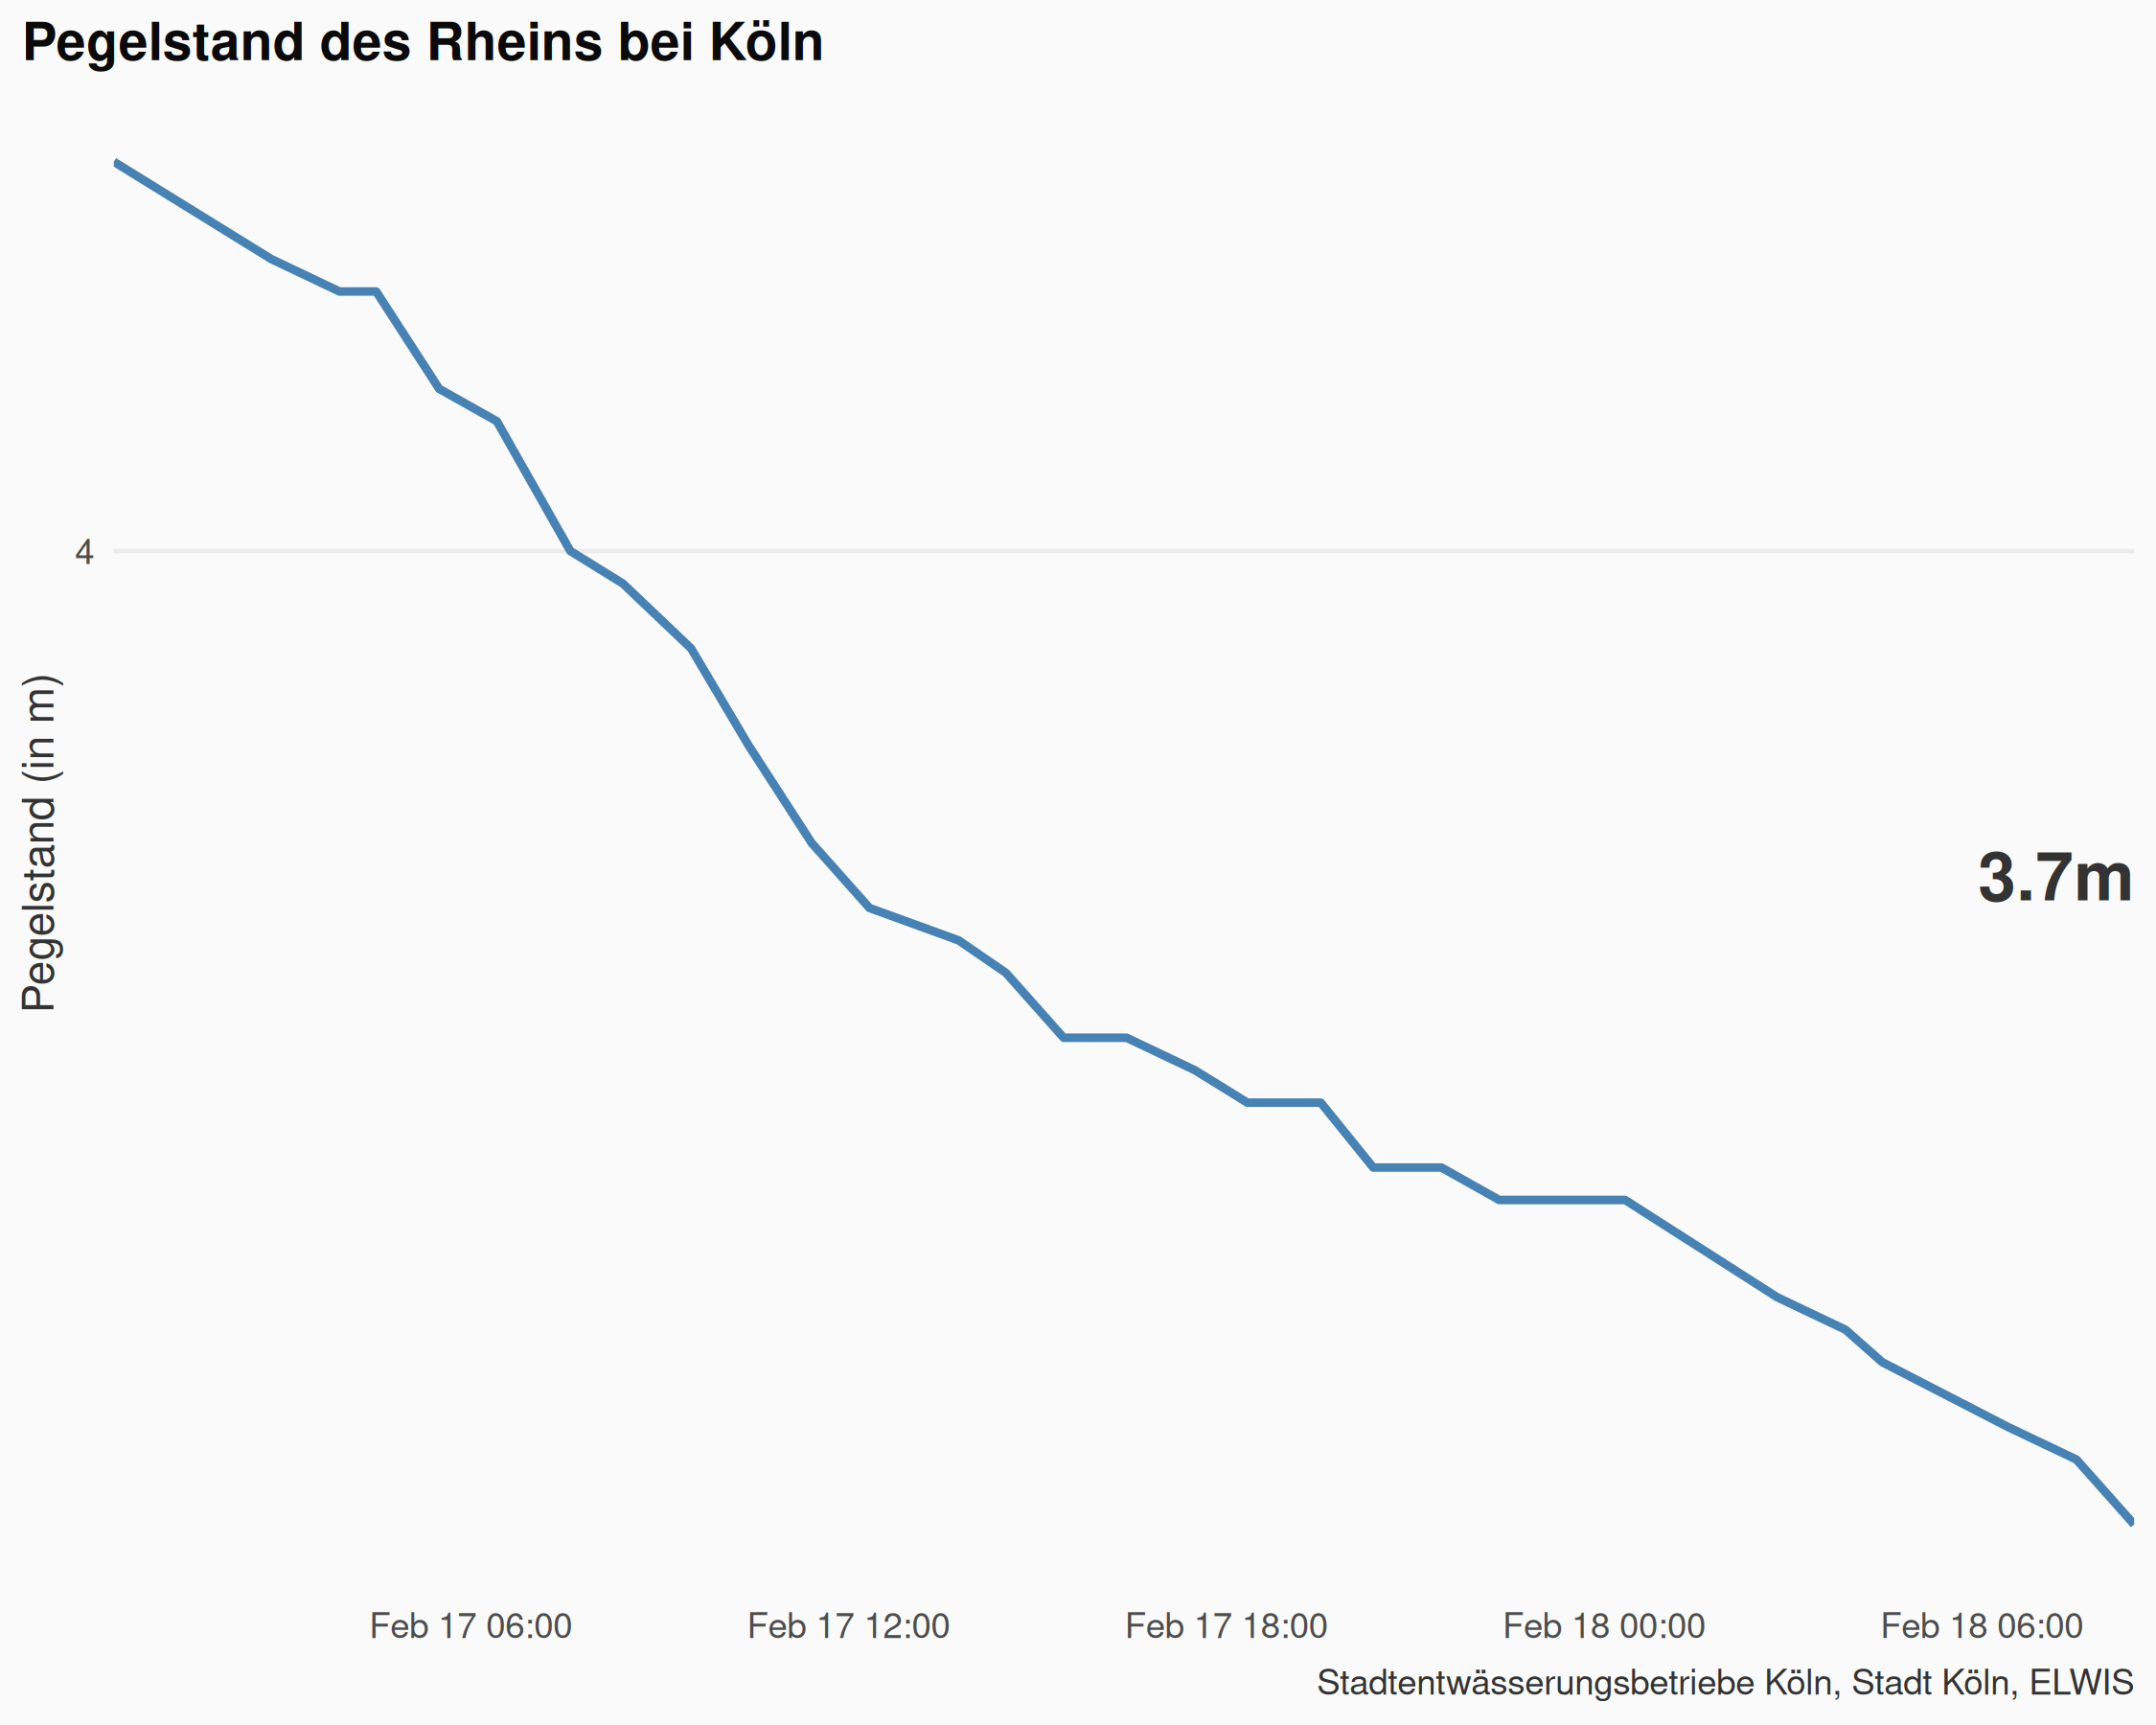 Pegelstand des Rheins bei Köln
4
Pegelstand (in m)
3.7m
Feb 17 06:00
Feb 17 12:00
Feb 17 18:00
Feb 18 00:00
Feb 18 06:00
Stadtentwässerungsbetriebe Köln, Stadt Köln, ELWIS